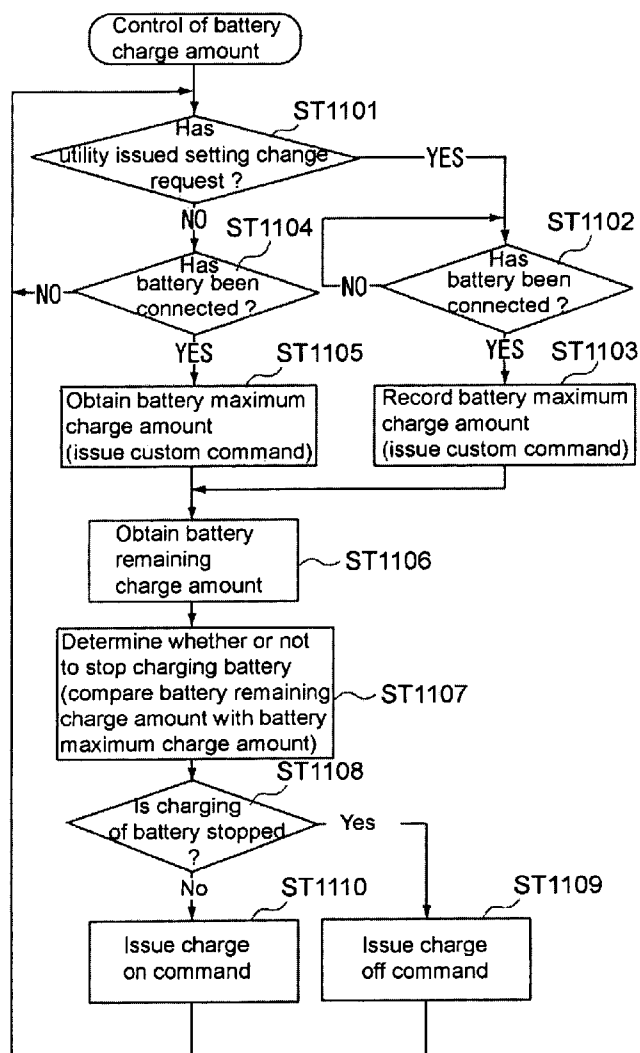 Control of battery
charge amount
ST1101
Has
utility issued setting change
request ?
YES
NO
ST1104
Has
battery been
connected ?
NO
YES
ST1102
Has
battery been
connected ?
NO
YES
ST1105
Obtain battery maximum
charge amount
(issue custom command)
ST1103
Record battery maximum
charge amount
(issue custom command)
Obtain battery
remaining
charge amount
ST1106
Determine whether or not
to stop charging battery
(compare battery remaining
charge amount with battery
maximum charge amount)
ST1107
ST1108
Is charging
of battery stopped
?
Yes
No
ST1110
Issue charge
on command
ST1109
Issue charge
off command